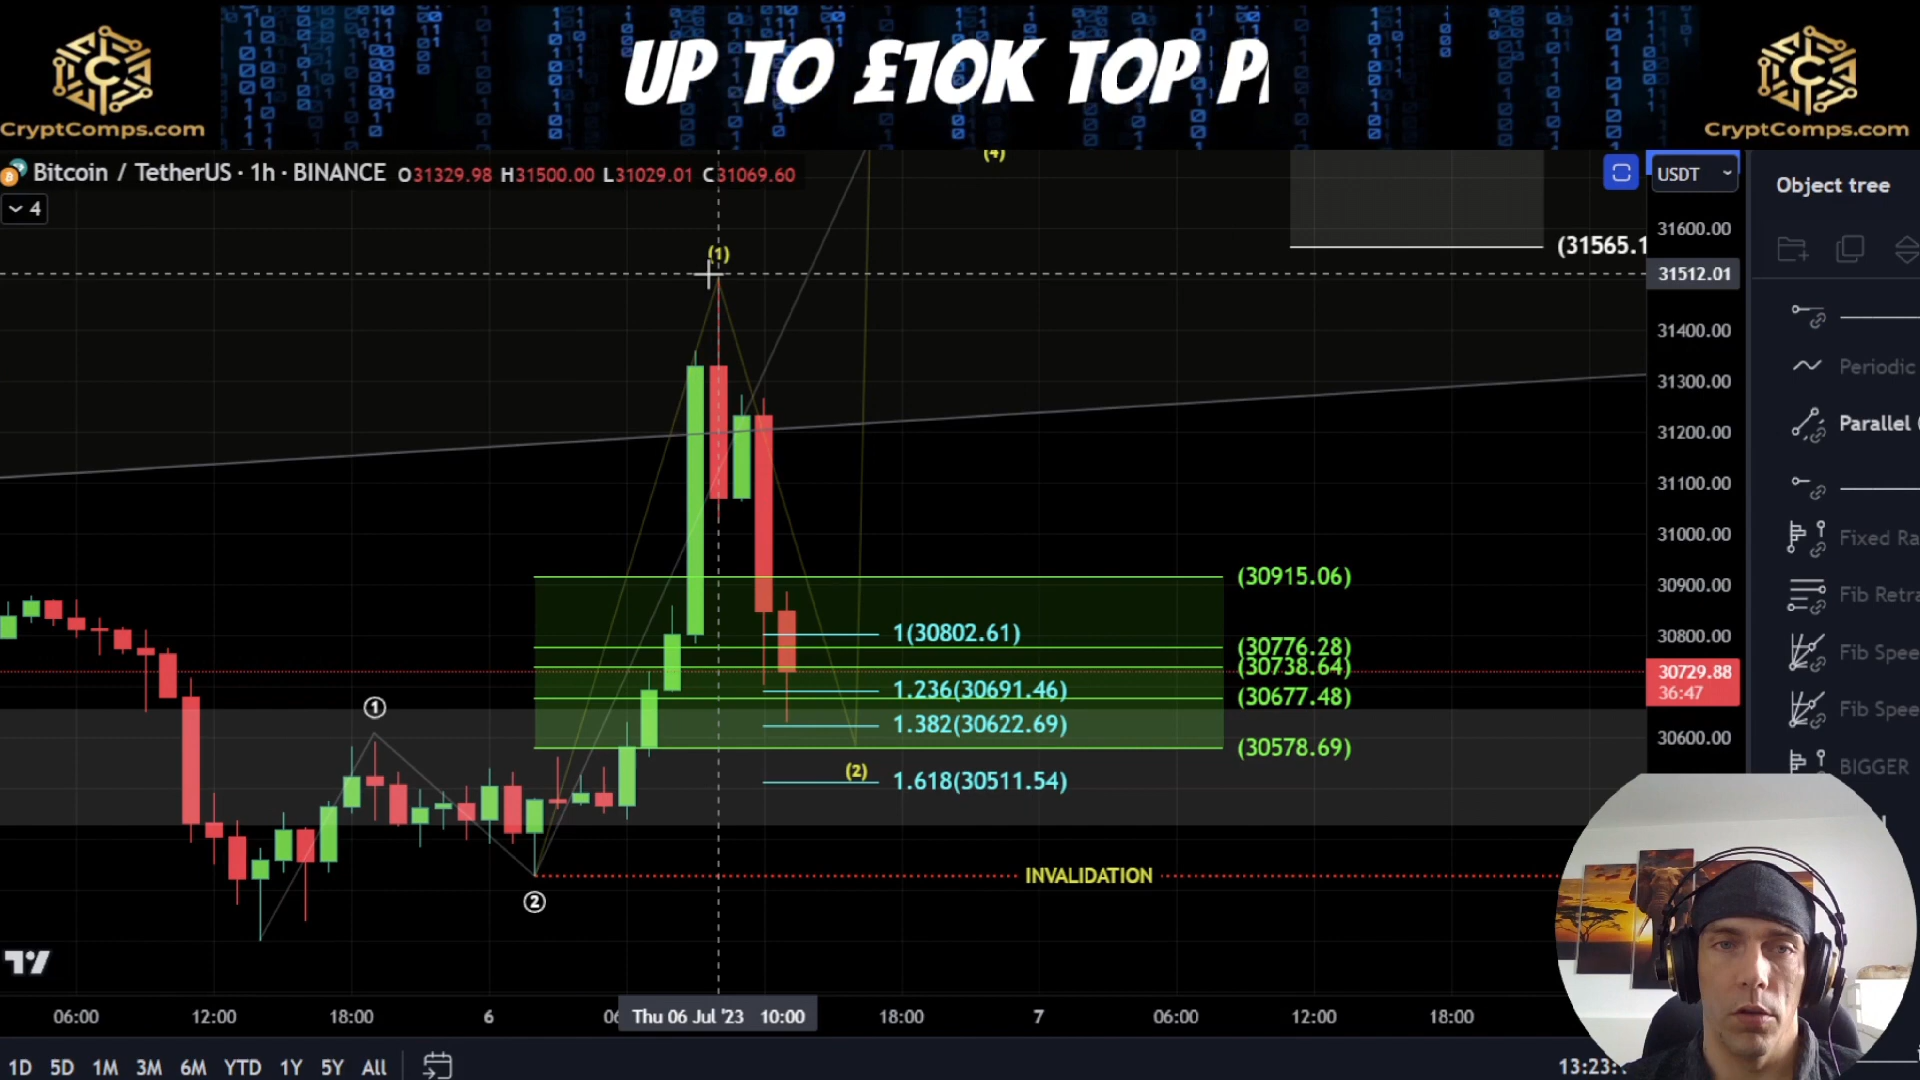 UP TO £10K TOP P
CryptComps.com
CryptComps.com
Bitcoin / TetherUS · 1h · BINANCE O31329.98 H31500.00 L31029.01 C31069.60
4
USDT
Object tree
(4)
(1)
31600.00
(31565.1
31512.01
31400.00
Periodic
31300.00
Parallel (
31200.00
31100.00
31000.00
Fixed Ra
(30915.06)
30900.00
Fib Retra
1(30802.61)
30800.00
(30776.28)
(30738.64)
Fib Spee
30729.88
36:47
1.236(30691.46)
(30677.48)
1
1.382(30622.69)
Fib Spee
30600.00
(30578.69)
(2)
1.618(30511.54)
BIGGER
INVALIDATION
2
06:00 12:00 18:00 6 Thu 06 Jul '23 10:00 18:00 7 06:00 12:00 18:00
1D 5D 1M 3M 6M YTD 1Y 5Y All
13:23: